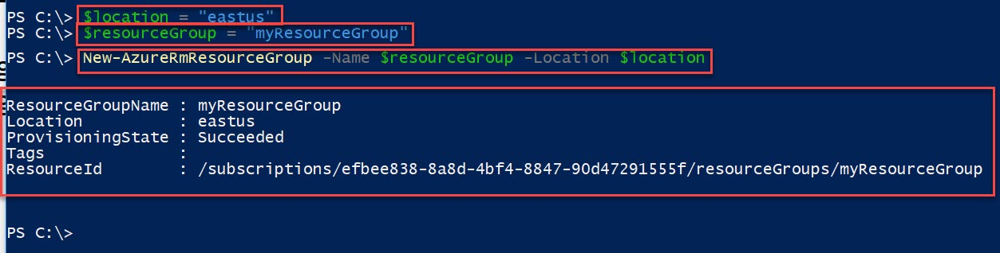 PS C:\> $location = "eastus"
PS C:\> $resourceGroup = "myResourceGroup"
PS C:\> New-AzureRmResourceGroup -Name $resourceGroup -Location $location
ResourceGroupName : myResourceGroup
Location          : eastus
ProvisioningState : Succeeded
Tags              :
ResourceId        : /subscriptions/efbee838-8a8d-4bf4-8847-90d47291555f/resourceGroups/myResourceGroup
PS C:\>